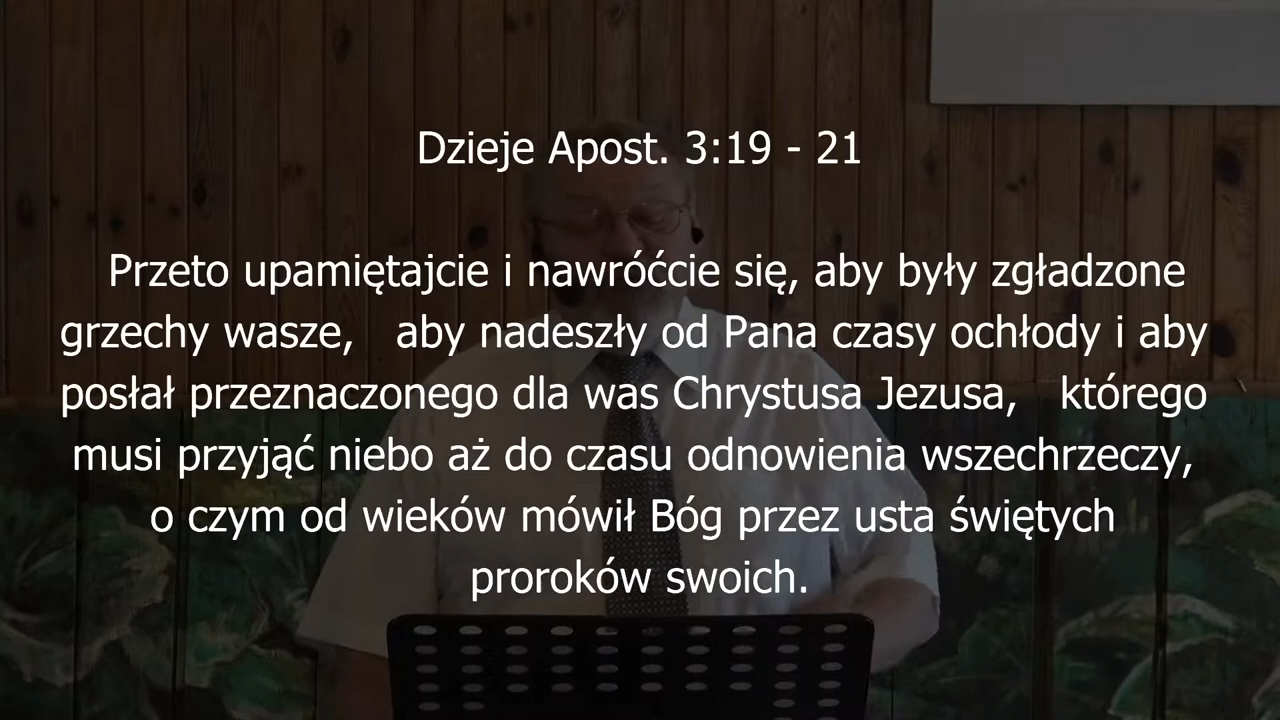 Dzieje Apost. 3:19 - 21
Przeto upamiętajcie i nawróćcie się, aby były zgładzone
grzechy wasze, aby nadeszły od Pana czasy ochłody i aby
posłał przeznaczonego dla was Chrystusa Jezusa, którego
musi przyjąć niebo aż do czasu odnowienia wszechrzeczy,
o czym od wieków mówił Bóg przez usta świętych
proroków swoich.